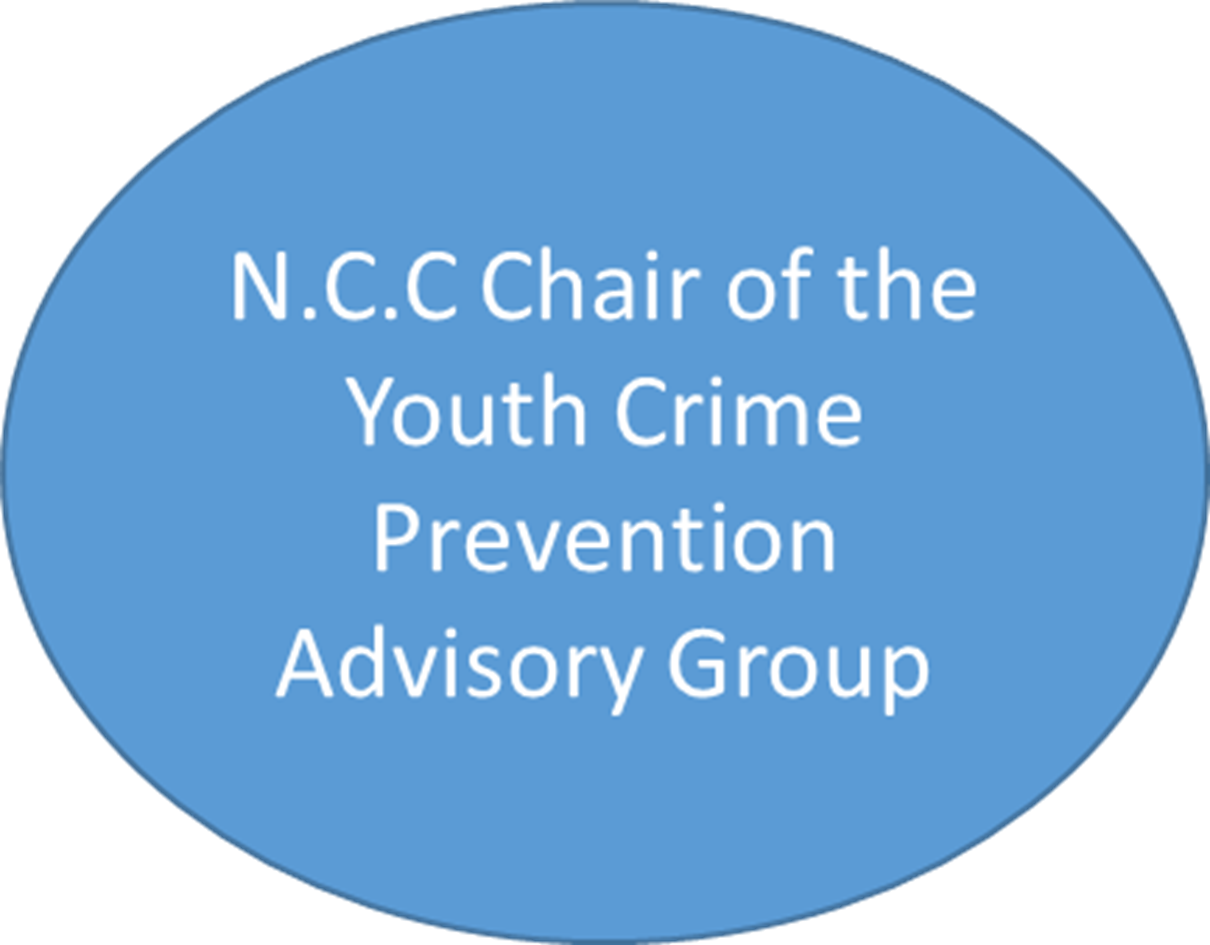 N.C.C Chair of the
Youth Crime
Prevention
Advisory Group